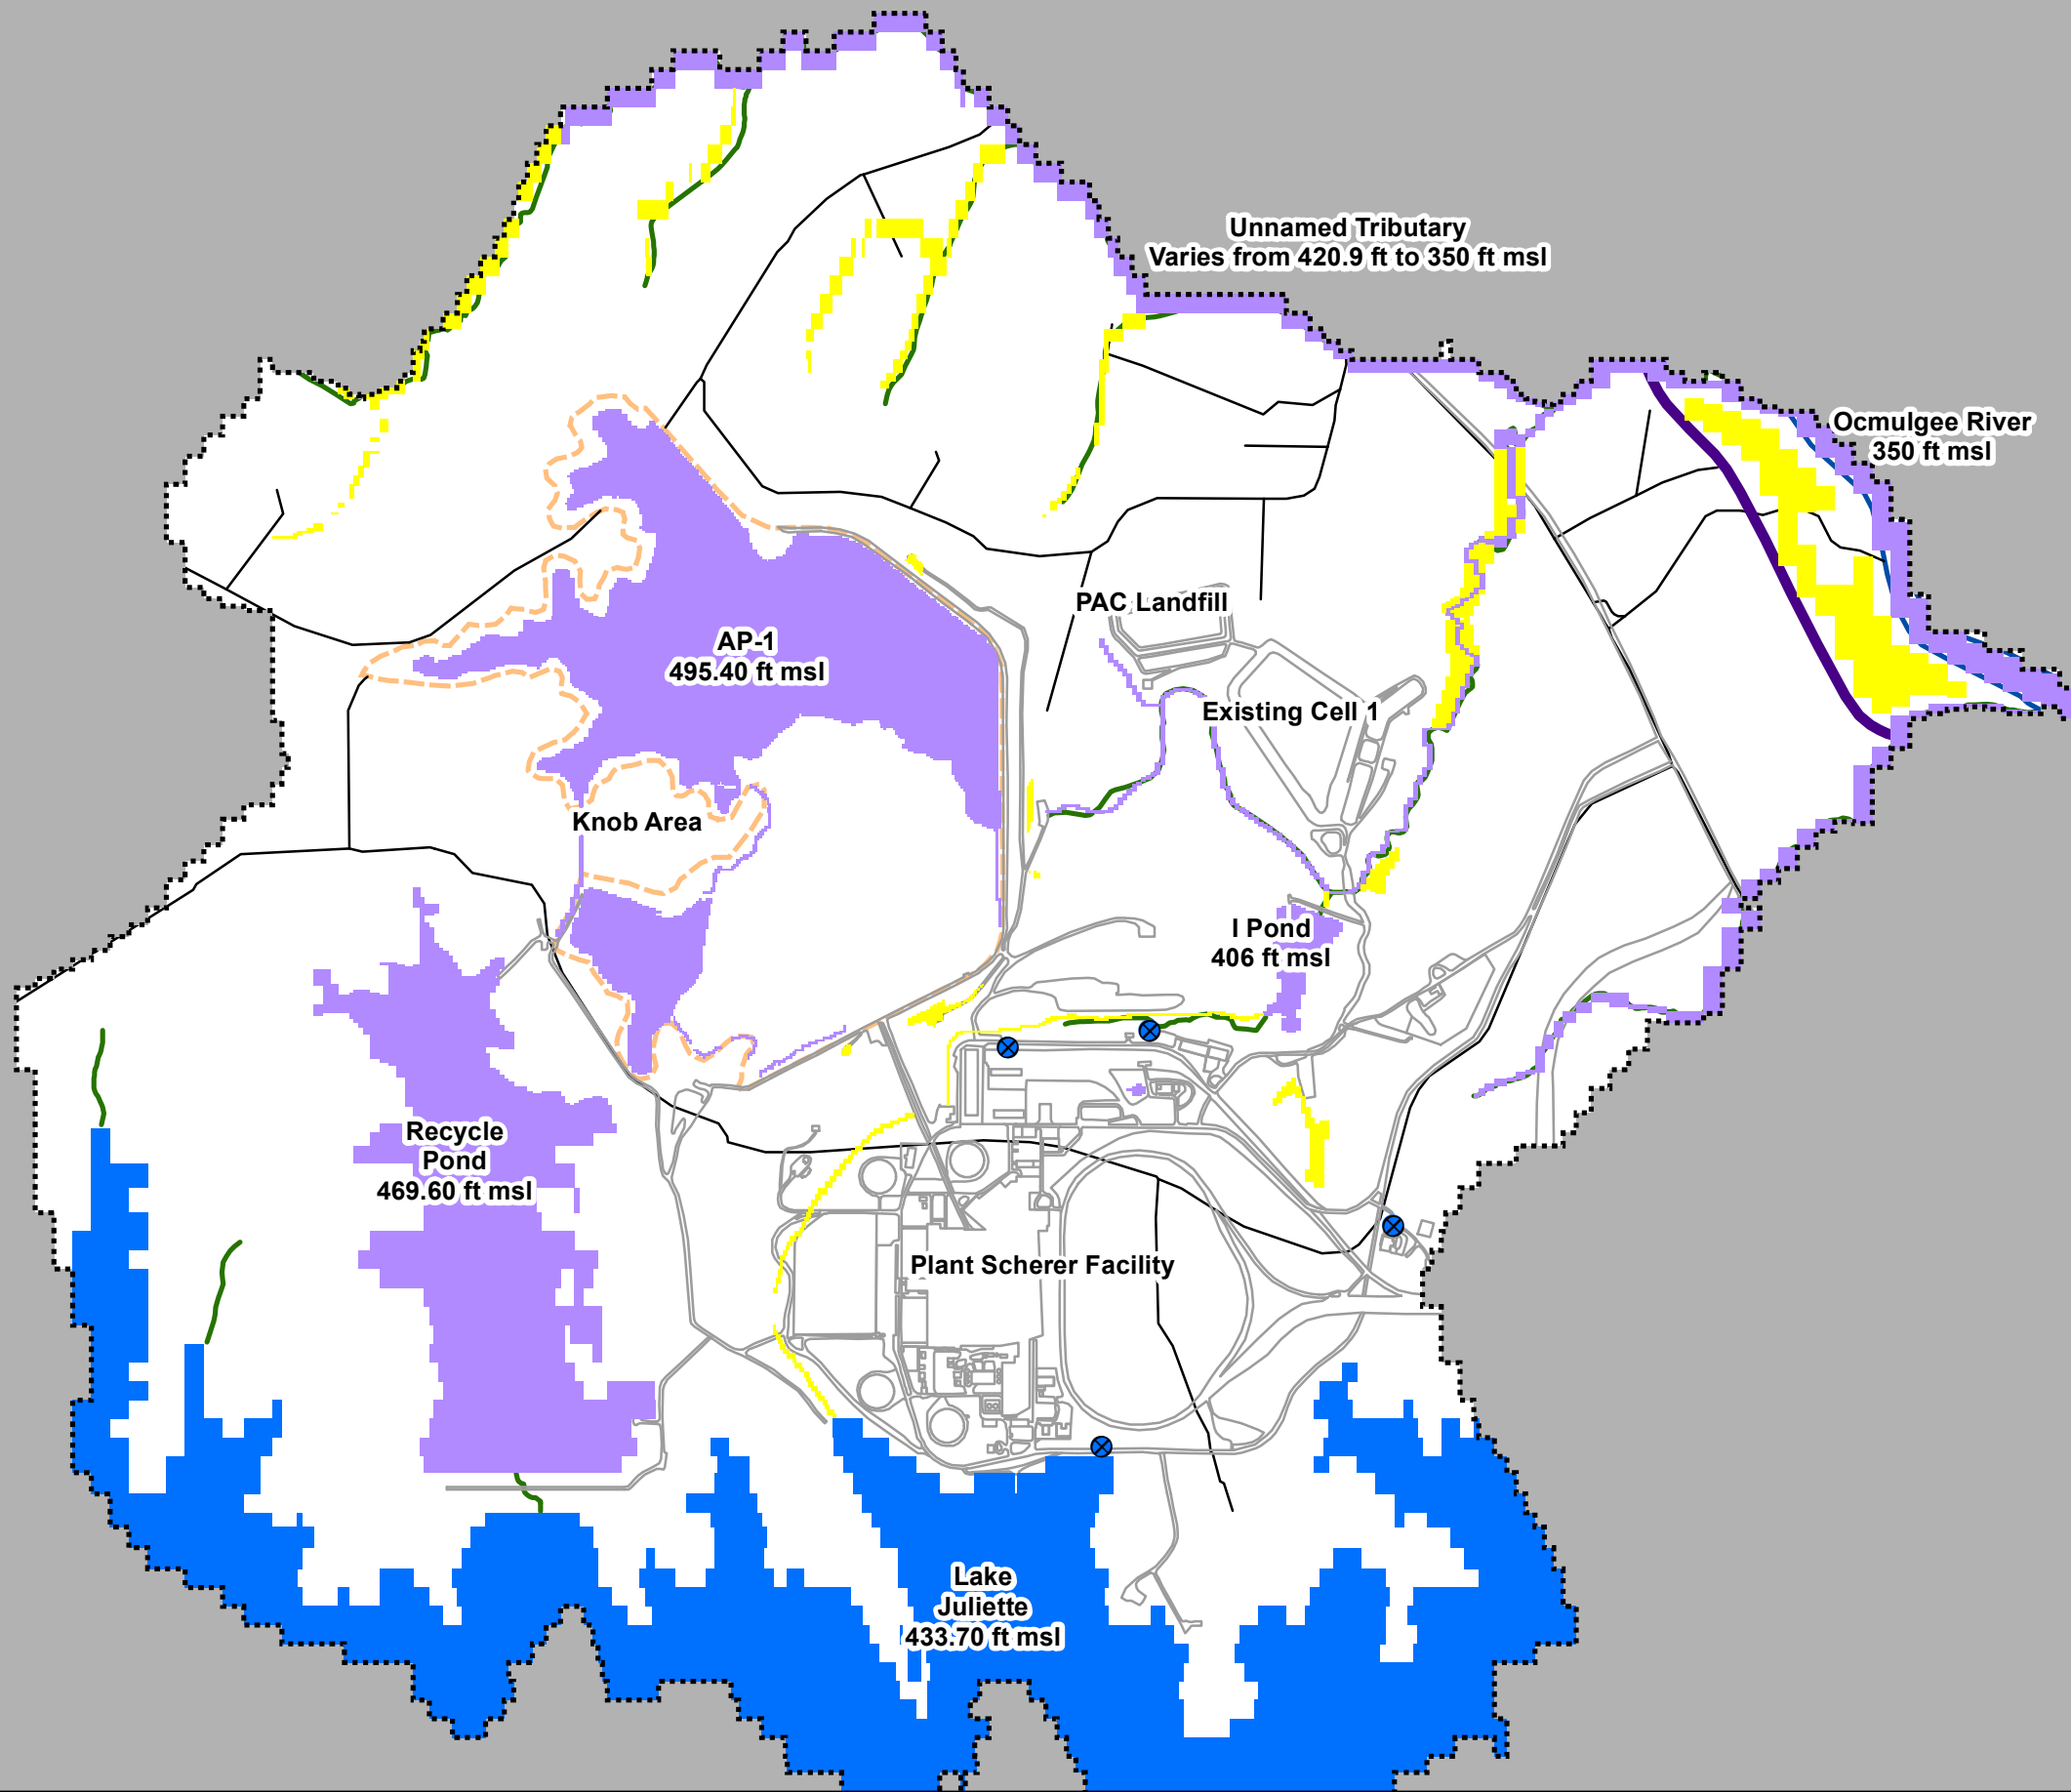 Unnamed Tributary
Varies from 420.9 ft to 350 ft msl
Ocmulgee River
350 ft msl
PAC Landfill
AP-1
495.40 ft msl
Existing Cell 1
Knob Area
I Pond
406 ft msl
Recycle
Pond
469.60 ft msl
Plant Scherer Facility
Lake
Juliette
433.70 ft msl